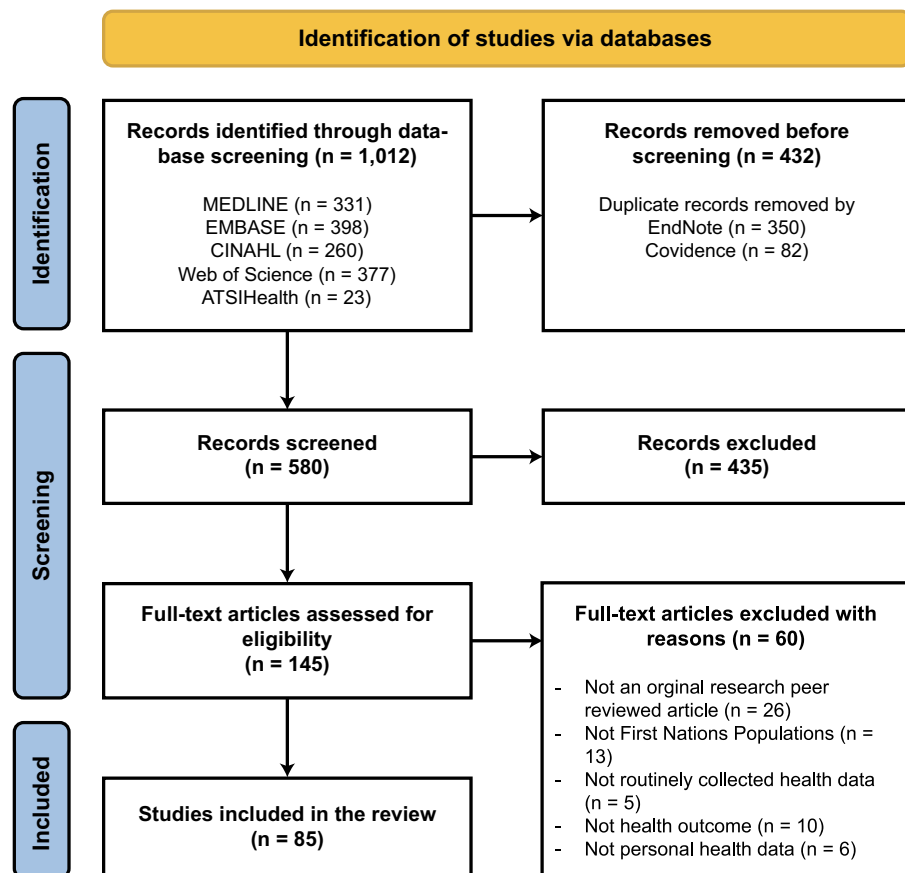 Identification of studies via databases
Identification
Records identified through data-
base screening (n = 1,012)
MEDLINE (n = 331)
EMBASE (n = 398)
CINAHL (n = 260)
Web of Science (n = 377)
ATSIHealth (n = 23)
Records removed before
screening (n = 432)
Duplicate records removed by
EndNote (n = 350)
Covidence (n = 82)
Screening
Records screened
(n = 580)
Records excluded
(n = 435)
Full-text articles assessed for
eligibility
(n = 145)
Full-text articles excluded with
reasons (n = 60)
- Not an orginal research peer
reviewed article (n = 26)
- Not First Nations Populations (n =
13)
- Not routinely collected health data
(n = 5)
- Not health outcome (n = 10)
- Not personal health data (n = 6)
Included
Studies included in the review
(n = 85)